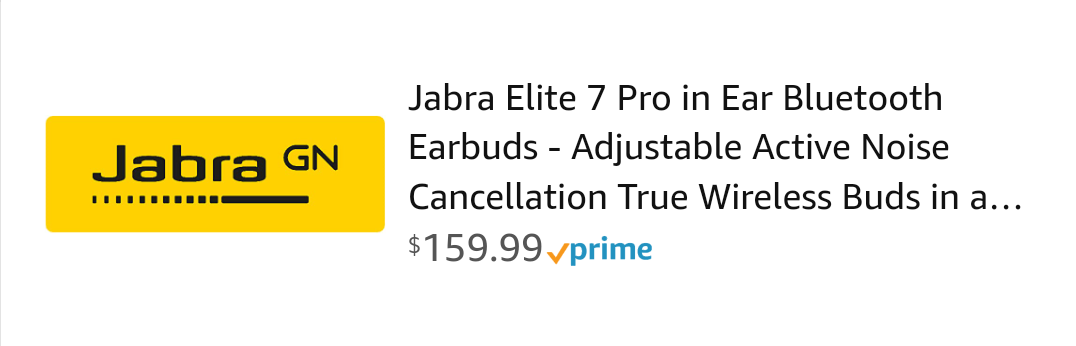 Jabra GN
Jabra Elite 7 Pro in Ear Bluetooth
Earbuds - Adjustable Active Noise
Cancellation True Wireless Buds in a...
$159.99 prime